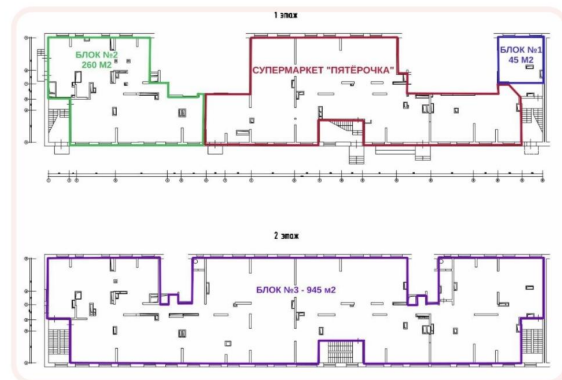 1 этаж
БЛОК №2
260 М2
СУПЕРМАРКЕТ "ПЯТЁРОЧКА"
БЛОК №1
45 М2
2 этаж
БЛОК №3 - 945 м2